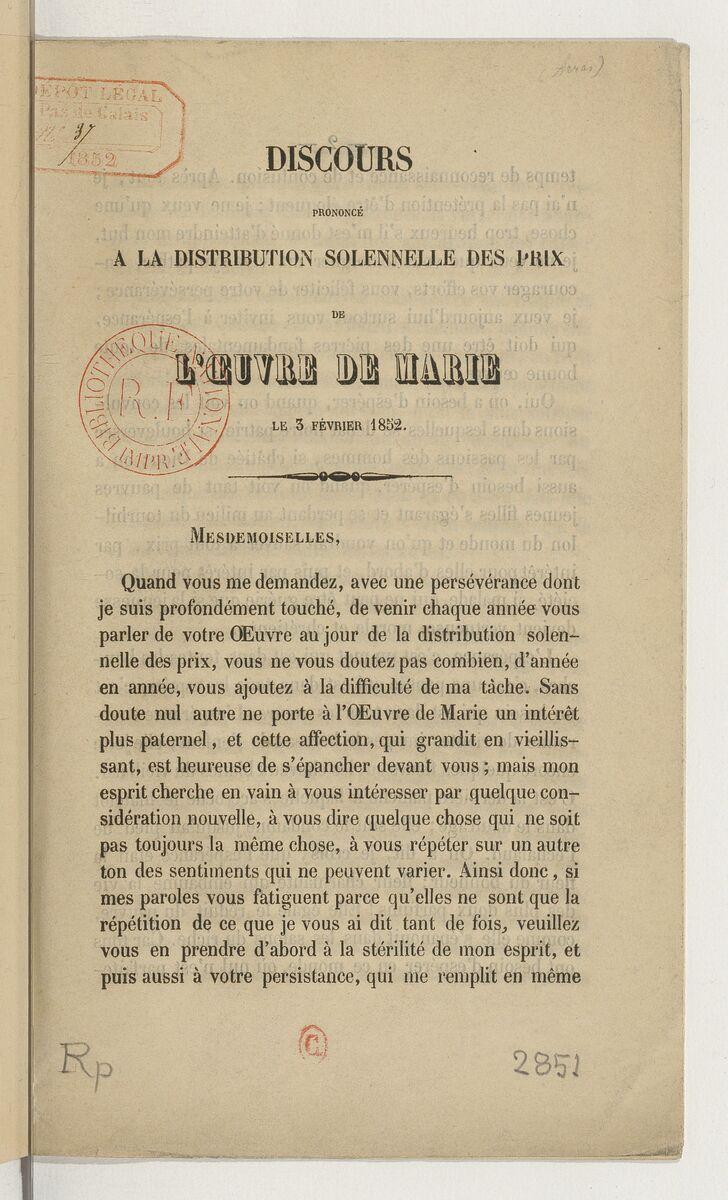 (Arras)
DÉPÔT LÉGAL
Pas de Calais
37
1852
DISCOURS
PRONONCÉ
A LA DISTRIBUTION SOLENNELLE DES PRIX
DE
L'ŒUVRE DE MARIE
LE 3 FÉVRIER 1852.
BIBLIOTHÈQUE NATIONALE
R.F.
IMPR.
MESDEMOISELLES,
Quand vous me demandez, avec une persévérance dont
je suis profondément touché, de venir chaque année vous
parler de votre Œuvre au jour de la distribution solen-
nelle des prix, vous ne vous doutez pas combien, d'année
en année, vous ajoutez à la difficulté de ma tâche. Sans
doute nul autre ne porte à l'Œuvre de Marie un intérêt
plus paternel, et cette affection, qui grandit en vieillis-
sant, est heureuse de s'épancher devant vous ; mais mon
esprit cherche en vain à vous intéresser par quelque con-
sidération nouvelle, à vous dire quelque chose qui ne soit
pas toujours la même chose, à vous répéter sur un autre
ton des sentiments qui ne peuvent varier. Ainsi donc, si
mes paroles vous fatiguent parce qu'elles ne sont que la
répétition de ce que je vous ai dit tant de fois, veuillez
vous en prendre d'abord à la stérilité de mon esprit, et
puis aussi à votre persistance, qui me remplit en même
Rp
2851